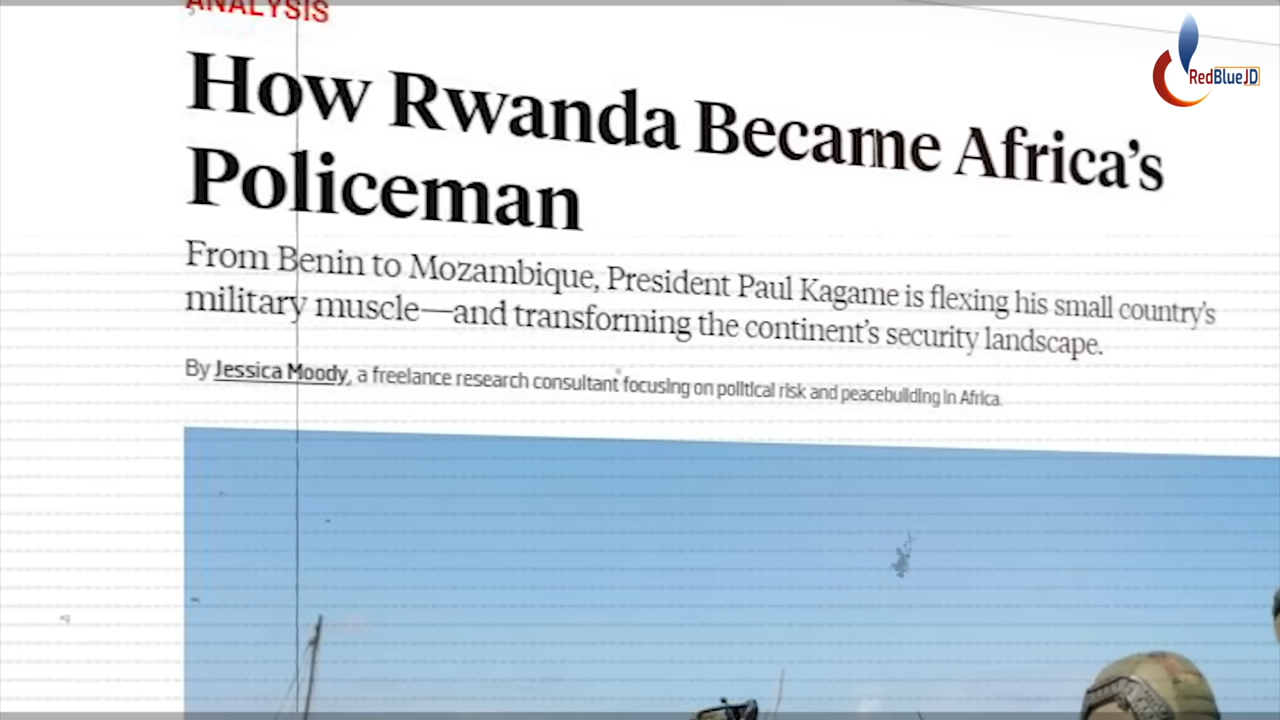 ANALYSIS
RedBlueJD
How Rwanda Became Africa's
Policeman
From Benin to Mozambique, President Paul Kagame is flexing his small country's
military muscle—and transforming the continent's security landscape.
By Jessica Moody, a freelance research consultant focusing on political risk and peacebuilding in Africa.